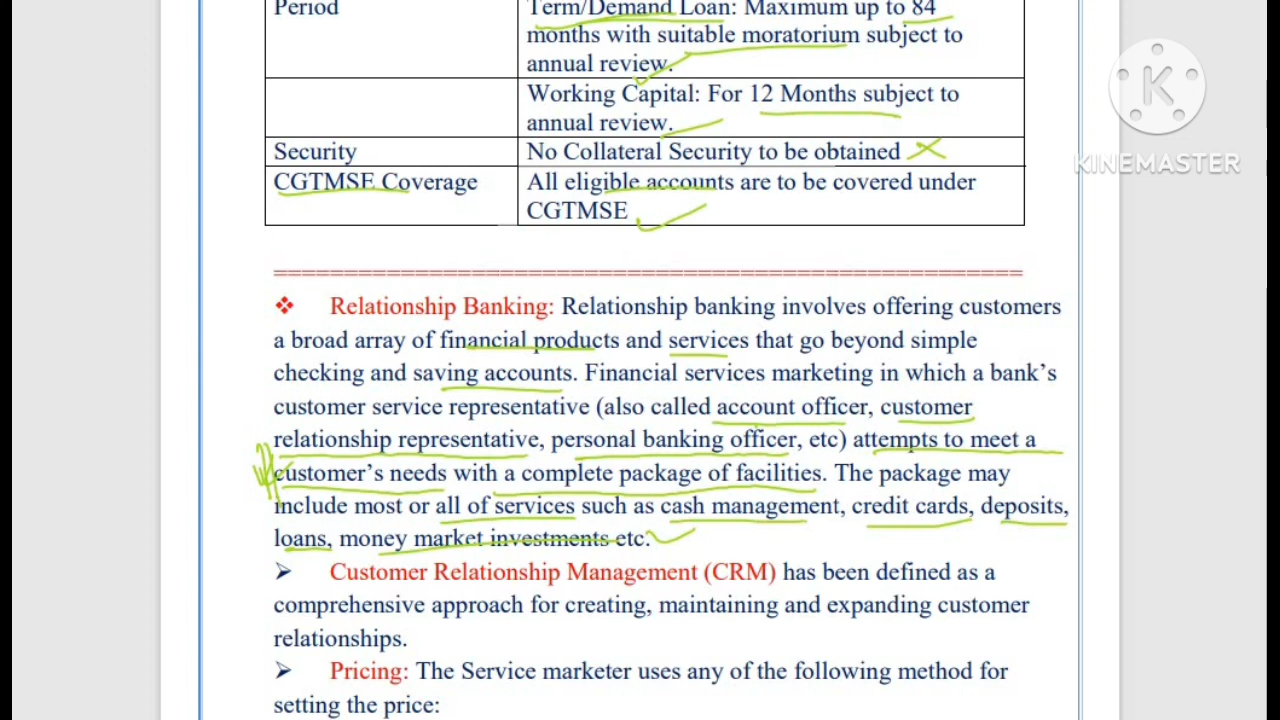 Period
Term/Demand Loan: Maximum up to 84
months with suitable moratorium subject to
annual review.
Working Capital: For 12 Months subject to
annual review.
Security
No Collateral Security to be obtained
CGTMSE Coverage
All eligible accounts are to be covered under
CGTMSE
K
KINEMASTER
=====================================================
❖ Relationship Banking: Relationship banking involves offering customers
a broad array of financial products and services that go beyond simple
checking and saving accounts. Financial services marketing in which a bank’s
customer service representative (also called account officer, customer
relationship representative, personal banking officer, etc) attempts to meet a
customer’s needs with a complete package of facilities. The package may
include most or all of services such as cash management, credit cards, deposits,
loans, money market investments etc.
➢ Customer Relationship Management (CRM) has been defined as a
comprehensive approach for creating, maintaining and expanding customer
relationships.
➢ Pricing: The Service marketer uses any of the following method for
setting the price: